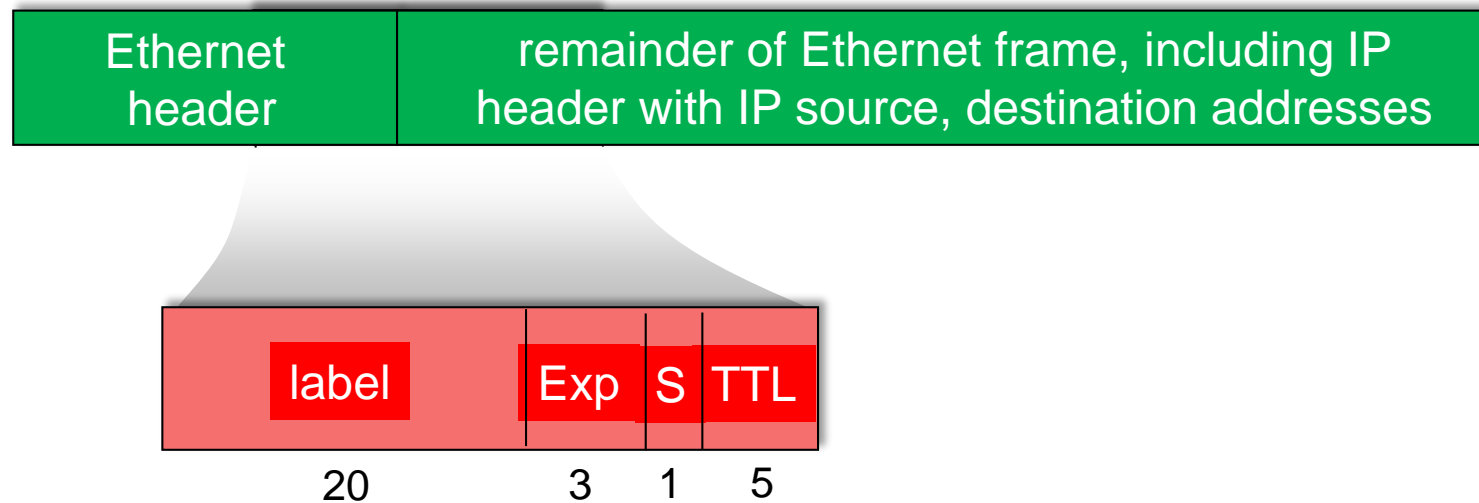 Ethernet
header
remainder of Ethernet frame, including IP
header with IP source, destination addresses
label Exp S TTL
20 3 1 5